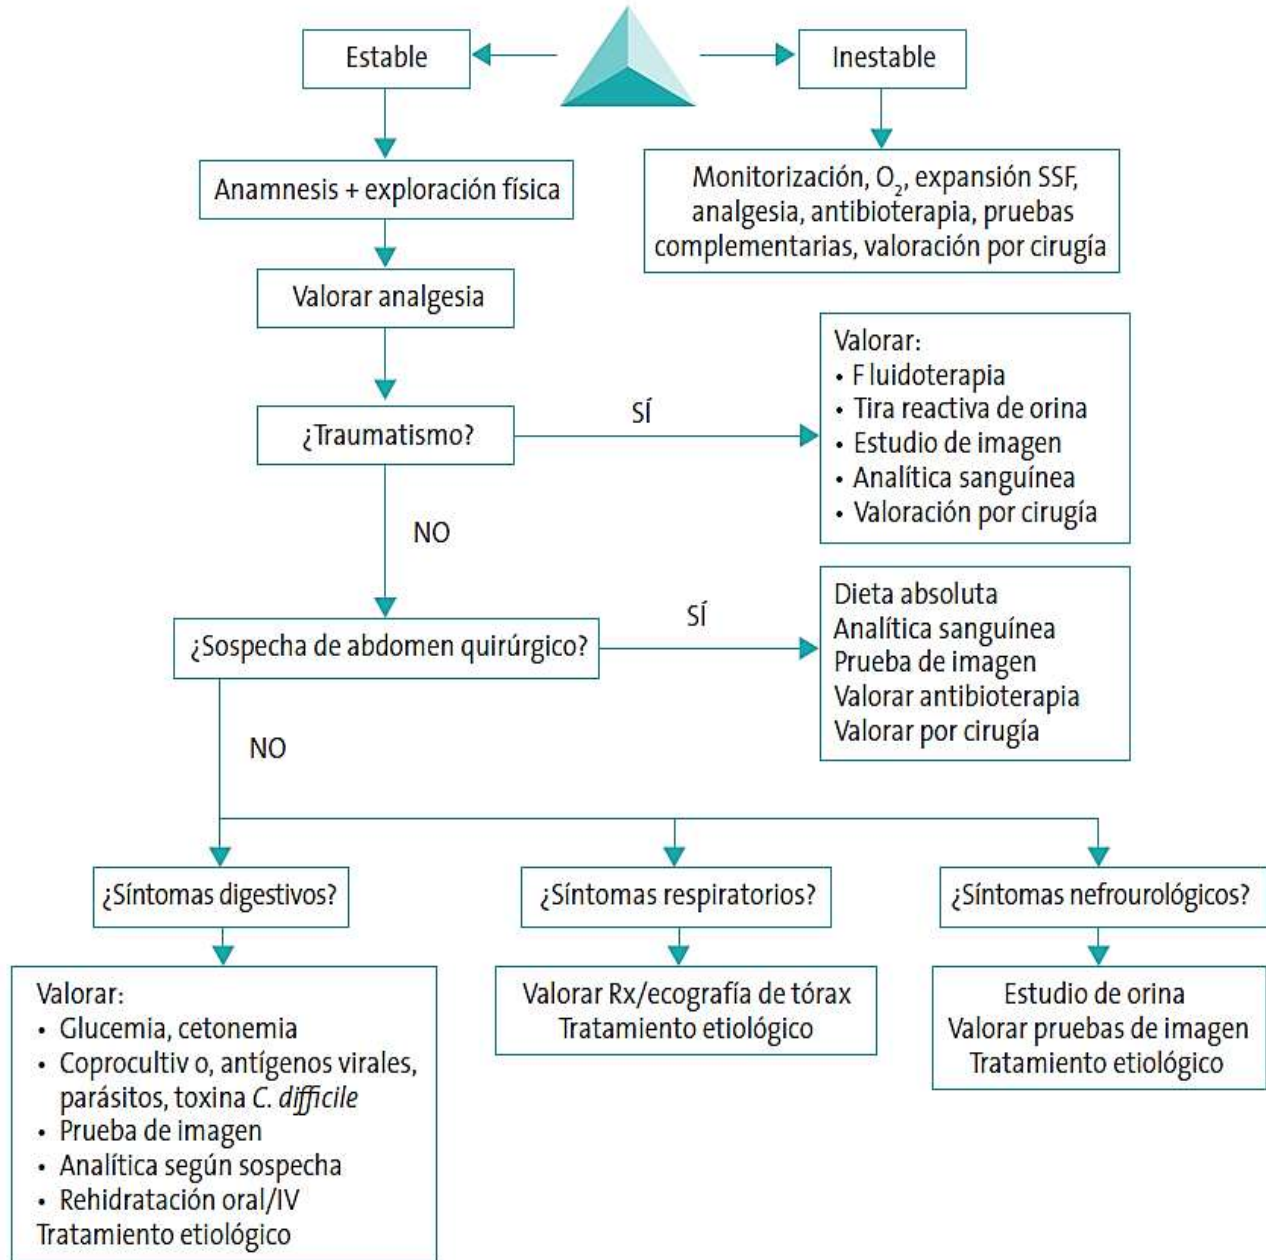 Estable
Inestable
Anamnesis + exploración física
Monitorización, O₂, expansión SSF,
analgesia, antibioterapia, pruebas
complementarias, valoración por cirugía
Valorar analgesia
¿Traumatismo?
SÍ
Valorar:
• F luidoterapia
• Tira reactiva de orina
• Estudio de imagen
• Analítica sanguínea
• Valoración por cirugía
NO
¿Sospecha de abdomen quirúrgico?
SÍ
Dieta absoluta
Analítica sanguínea
Prueba de imagen
Valorar antibioterapia
Valorar por cirugía
NO
¿Síntomas digestivos?
¿Síntomas respiratorios?
¿Síntomas nefrourológicos?
Valorar:
• Glucemia, cetonemia
• Coprocultiv o, antígenos virales,
parásitos, toxina C. difficile
• Prueba de imagen
• Analítica según sospecha
• Rehidratación oral/IV
Tratamiento etiológico
Valorar Rx/ecografía de tórax
Tratamiento etiológico
Estudio de orina
Valorar pruebas de imagen
Tratamiento etiológico